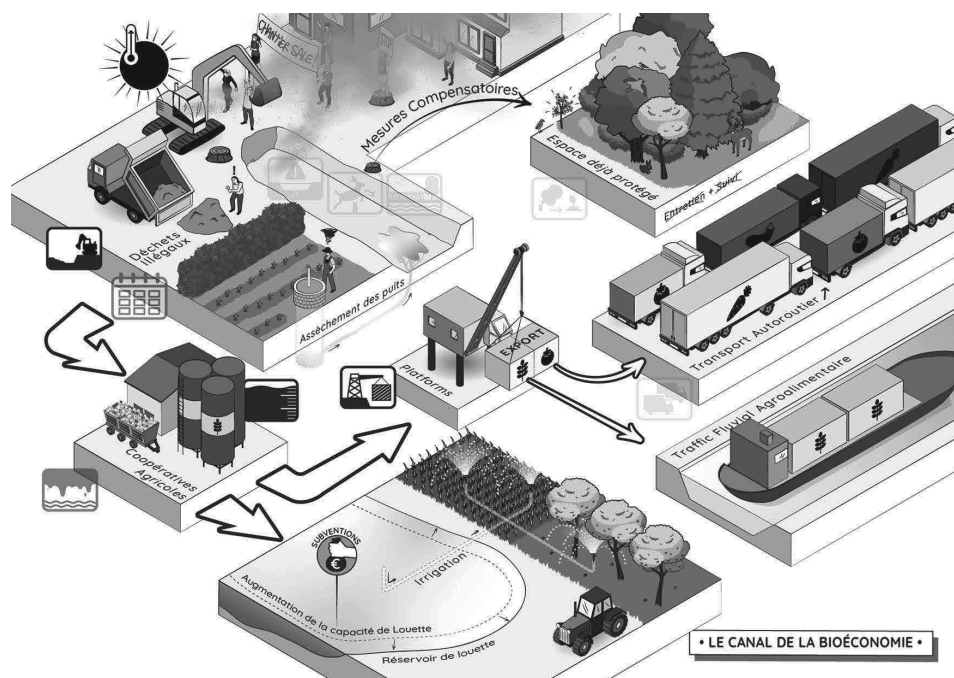 CHANTER SALE!
Mesures Compensatoires
Espace déjà protégé
Entretien + Suivi
Déchets
Illégaux
Assèchement des puits
EXPORT
Platforms
Transport Autoroutier ↗
Traffic Fluvial Agroalimentaire
Coopératives
Agricoles
SUBVENTIONS
€
Irrigation
Augmentation de la capacité de Louette
Réservoir de louette
• LE CANAL DE LA BIOÉCONOMIE •